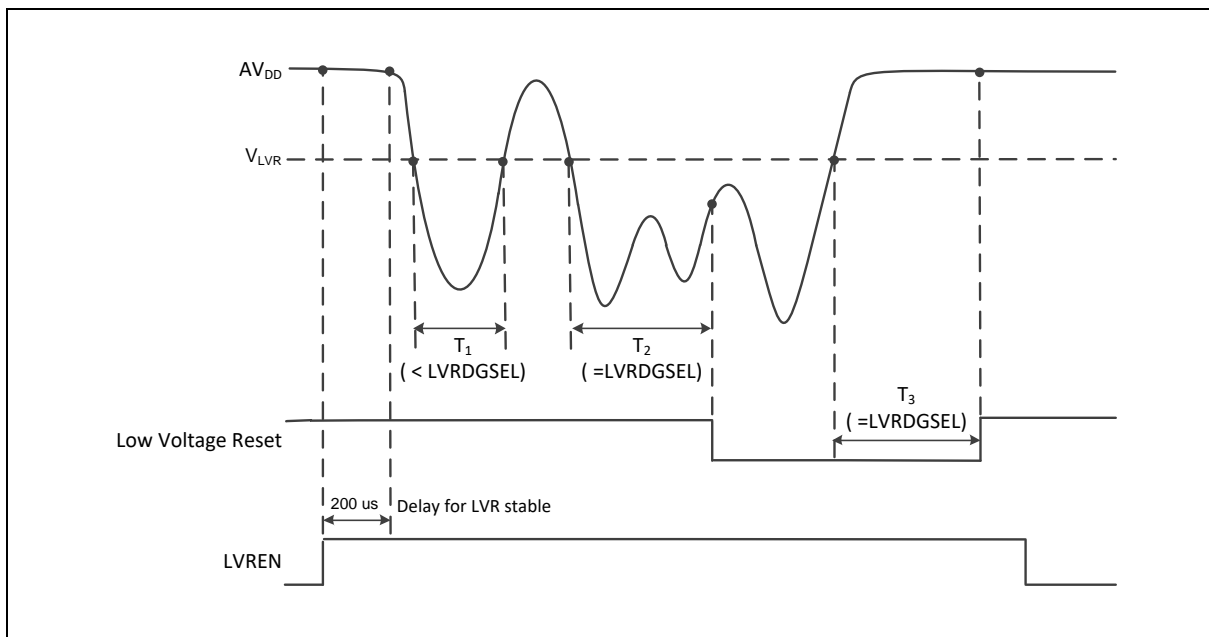 AVDD
VLVR
T1
( < LVRDGSEL)
T2
( =LVRDGSEL)
T3
( =LVRDGSEL)
Low Voltage Reset
200 us
Delay for LVR stable
LVREN